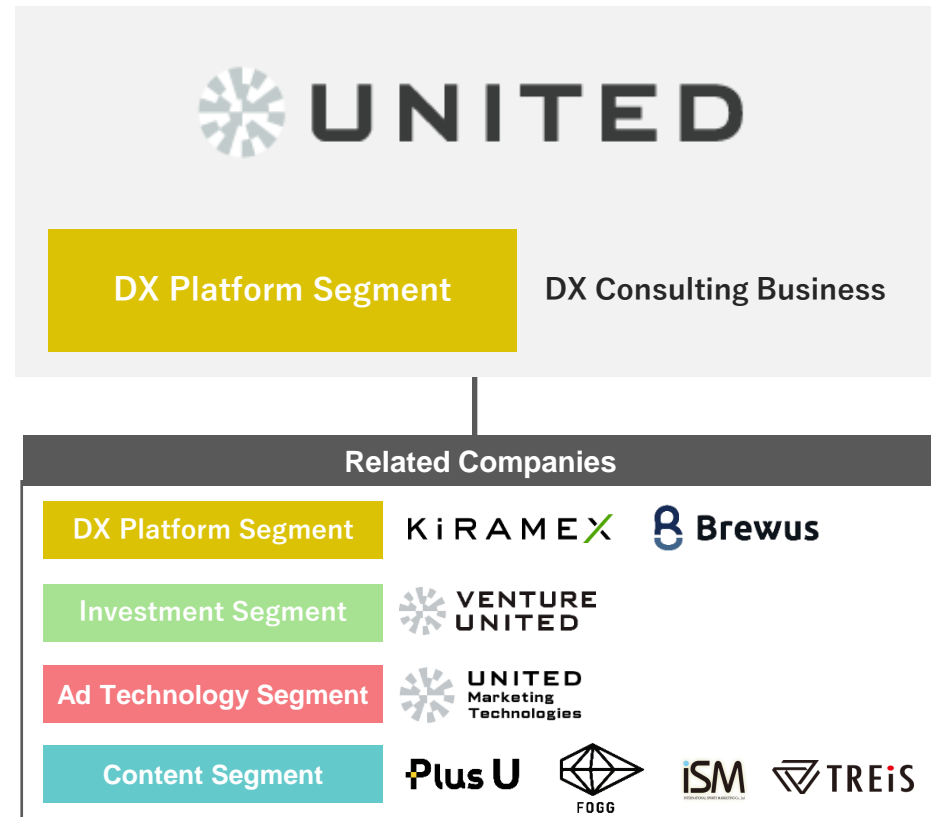 UNITED
DX Platform Segment
DX Consulting Business
Related Companies
DX Platform Segment
KiRAMEX
Brewus
Investment Segment
VENTURE
UNITED
Ad Technology Segment
UNITED
Marketing
Technologies
Content Segment
Plus U
FOGG
iSM
TREiS